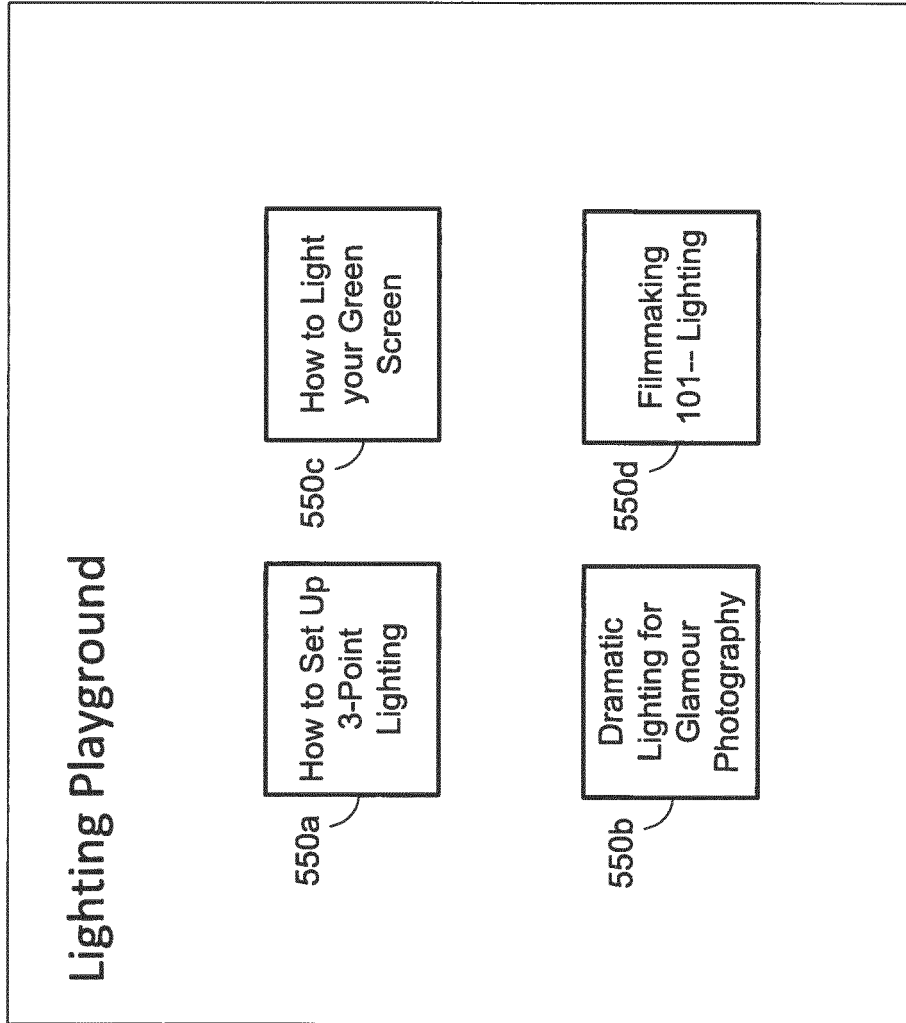 Lighting Playground
550a
How to Set Up
3-Point
Lighting
550c
How to Light
your Green
Screen
550b
Dramatic
Lighting for
Glamour
Photography
550d
Filmmaking
101-- Lighting